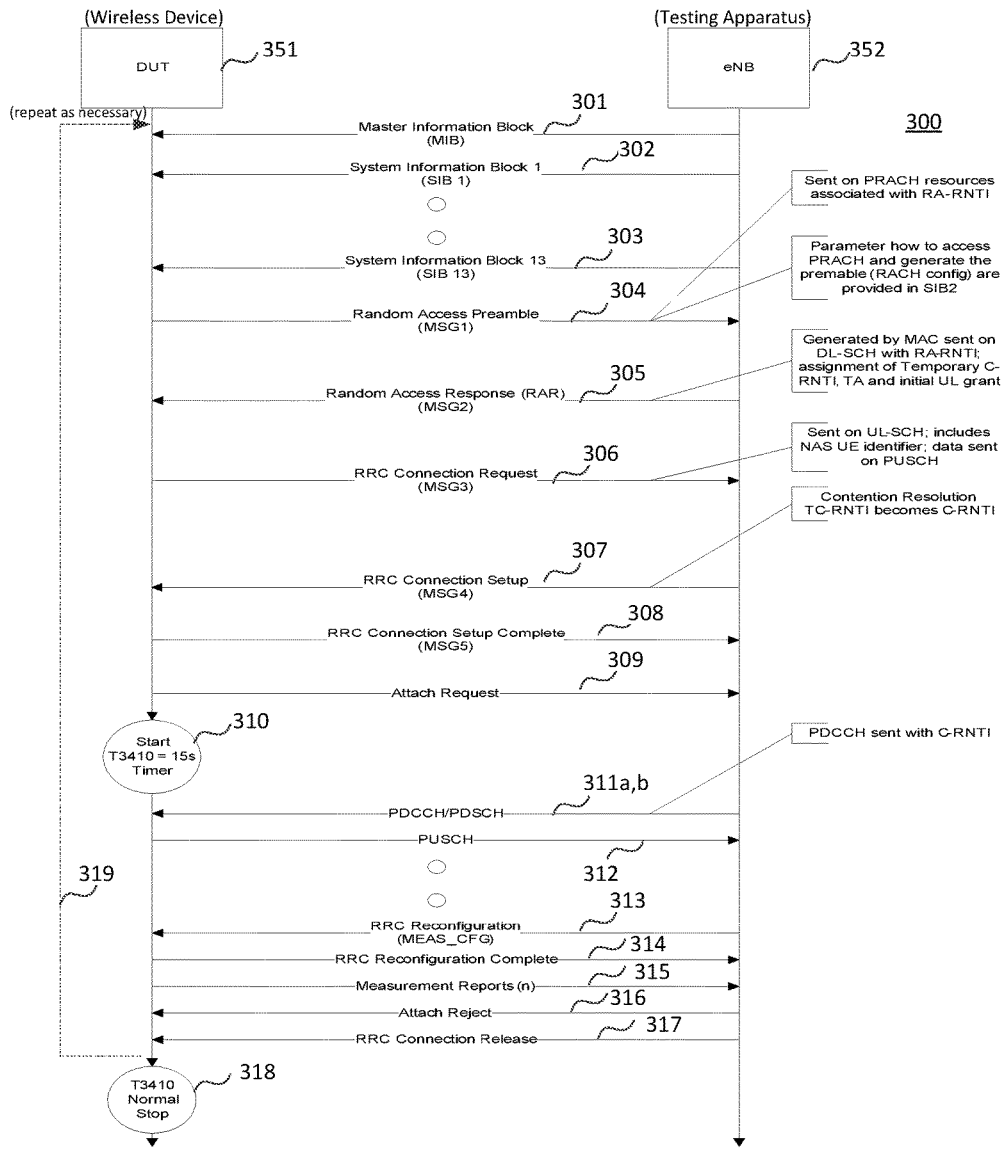 (Wireless Device)
(Testing Apparatus)
DUT
351
eNB
352
(repeat as necessary)
300
301
Master Information Block
(MIB)
302
System Information Block 1
(SIB 1)
Sent on PRACH resources
associated with RA-RNTI
303
System Information Block 13
(SIB 13)
Parameter how to access
PRACH and generate the
premable (RACH config) are
provided in SIB2
304
Random Access Preamble
(MSG1)
Generated by MAC sent on
DL-SCH with RA-RNTI;
assignment of Temporary C-
RNTI, TA and initial UL grant
305
Random Access Response (RAR)
(MSG2)
Sent on UL-SCH; includes
NAS UE identifier; data sent
on PUSCH
306
RRC Connection Request
(MSG3)
Contention Resolution
TC-RNTI becomes C-RNTI
307
RRC Connection Setup
(MSG4)
308
RRC Connection Setup Complete
(MSG5)
309
Attach Request
310
Start
T3410 = 15s
Timer
PDCCH sent with C-RNTI
311a,b
PDCCH/PDSCH
PUSCH
312
319
313
RRC Reconfiguration
(MEAS_CFG)
314
RRC Reconfiguration Complete
315
Measurement Reports (n)
316
Attach Reject
317
RRC Connection Release
318
T3410
Normal
Stop